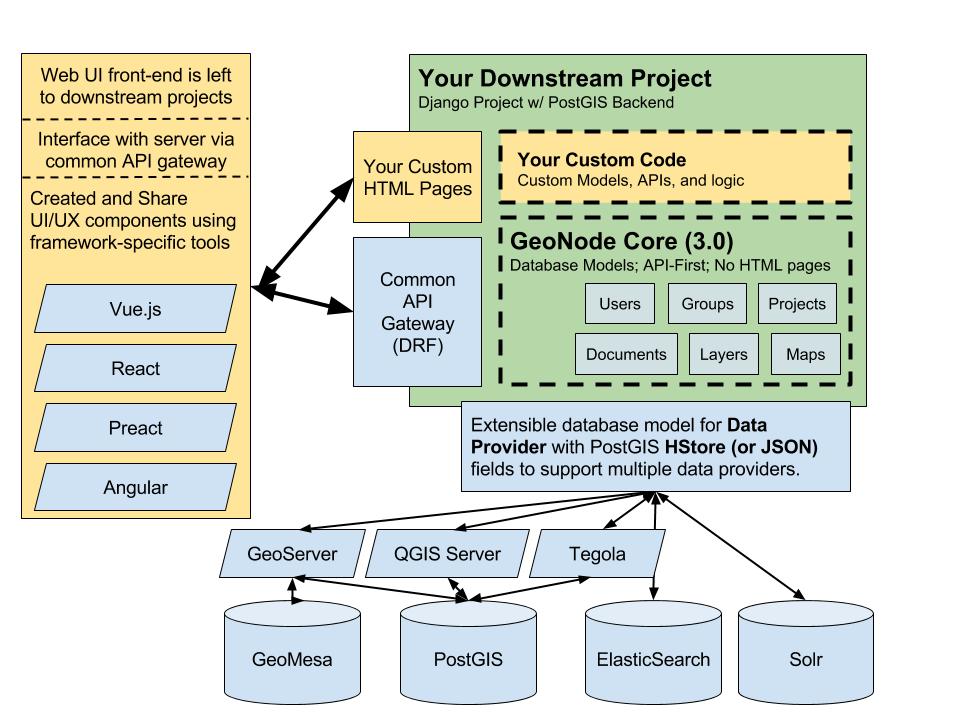 Web UI front-end is left
to downstream projects
Interface with server via
common API gateway
Created and Share
UI/UX components using
framework-specific tools
Vue.js
React
Preact
Angular
Your Custom
HTML Pages
Common
API
Gateway
(DRF)
Your Downstream Project
Django Project w/ PostGIS Backend
Your Custom Code
Custom Models, APIs, and logic
GeoNode Core (3.0)
Database Models; API-First; No HTML pages
Users
Groups
Projects
Documents
Layers
Maps
Extensible database model for Data
Provider with PostGIS HStore (or JSON)
fields to support multiple data providers.
GeoServer
QGIS Server
Tegola
GeoMesa
PostGIS
ElasticSearch
Solr